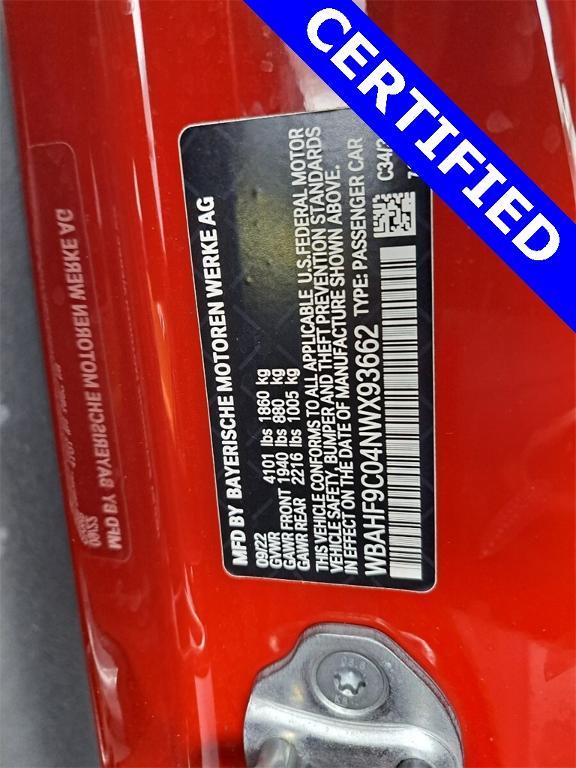 CERTIFIED
MFD BY BAYERISCHE MOTOREN WERKE AG
09/22
GVWR 4101 lbs 1860 kg
GAWR FRONT 1940 lbs 880 kg
GAWR REAR 2216 lbs 1005 kg
THIS VEHICLE CONFORMS TO ALL APPLICABLE U.S.FEDERAL MOTOR
VEHICLE SAFETY, BUMPER AND THEFT PREVENTION STANDARDS
IN EFFECT ON THE DATE OF MANUFACTURE SHOWN ABOVE.
WBAHF9C04NWX93662 TYPE: PASSENGER CAR
MFD BY BAYERISCHE MOTOREN WERKE AG
09/22